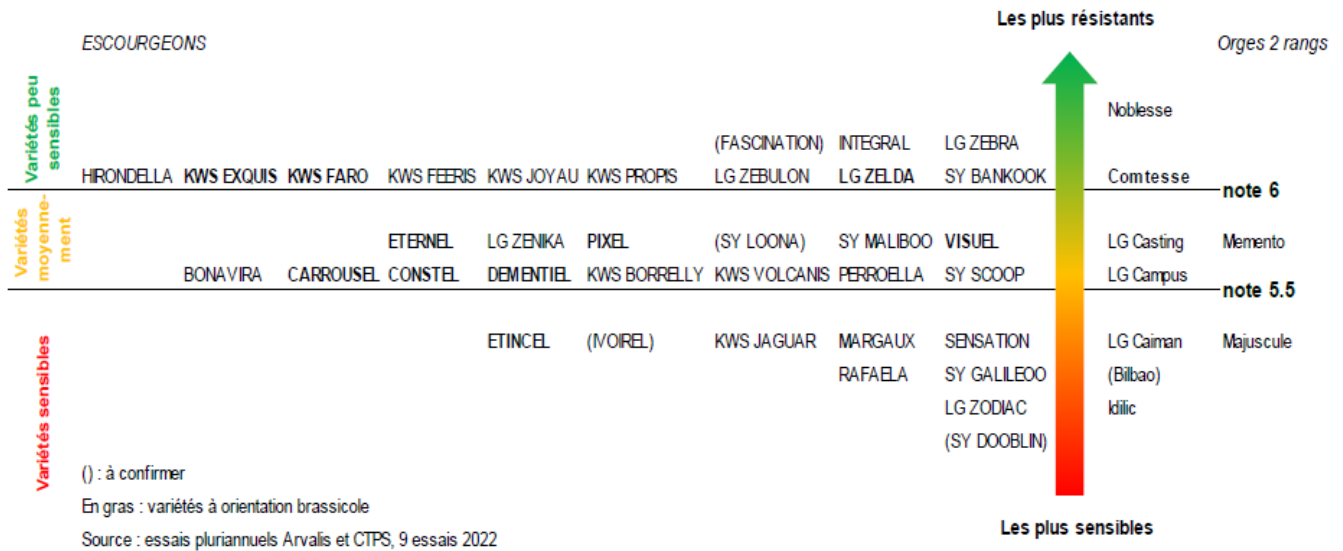 Les plus résistants
ESCOURGEONS
Orges 2 rangs
Variétés peu
sensibles
Noblesse
(FASCINATION) INTEGRAL LG ZEBRA
HIRONDELLA KWS EXQUIS KWS FARO KWS FEERIS KWS JOYAU KWS PROPIS LG ZEBULON LG ZELDA SY BANKOOK Comtesse
note 6
Variétés
moyenne-
ment
ETERNEL LG ZENIKA PIXEL (SY LOONA) SY MALIBOO VISUEL LG Casting Memento
BONAVIRA CARROUSEL CONSTEL DEMENTIEL KWS BORRELLY KWS VOLCANIS PERROELLA SY SCOOP LG Campus
note 5.5
Variétés sensibles
ETINCEL (IVOIREL) KWS JAGUAR MARGAUX SENSATION LG Caiman Majuscule
RAFAELA SY GALILEOO (Bilbao)
LG ZODIAC Idilic
(SY DOOBLIN)
() : à confirmer
En gras : variétés à orientation brassicole
Les plus sensibles
Source : essais pluriannuels Arvalis et CTPS, 9 essais 2022